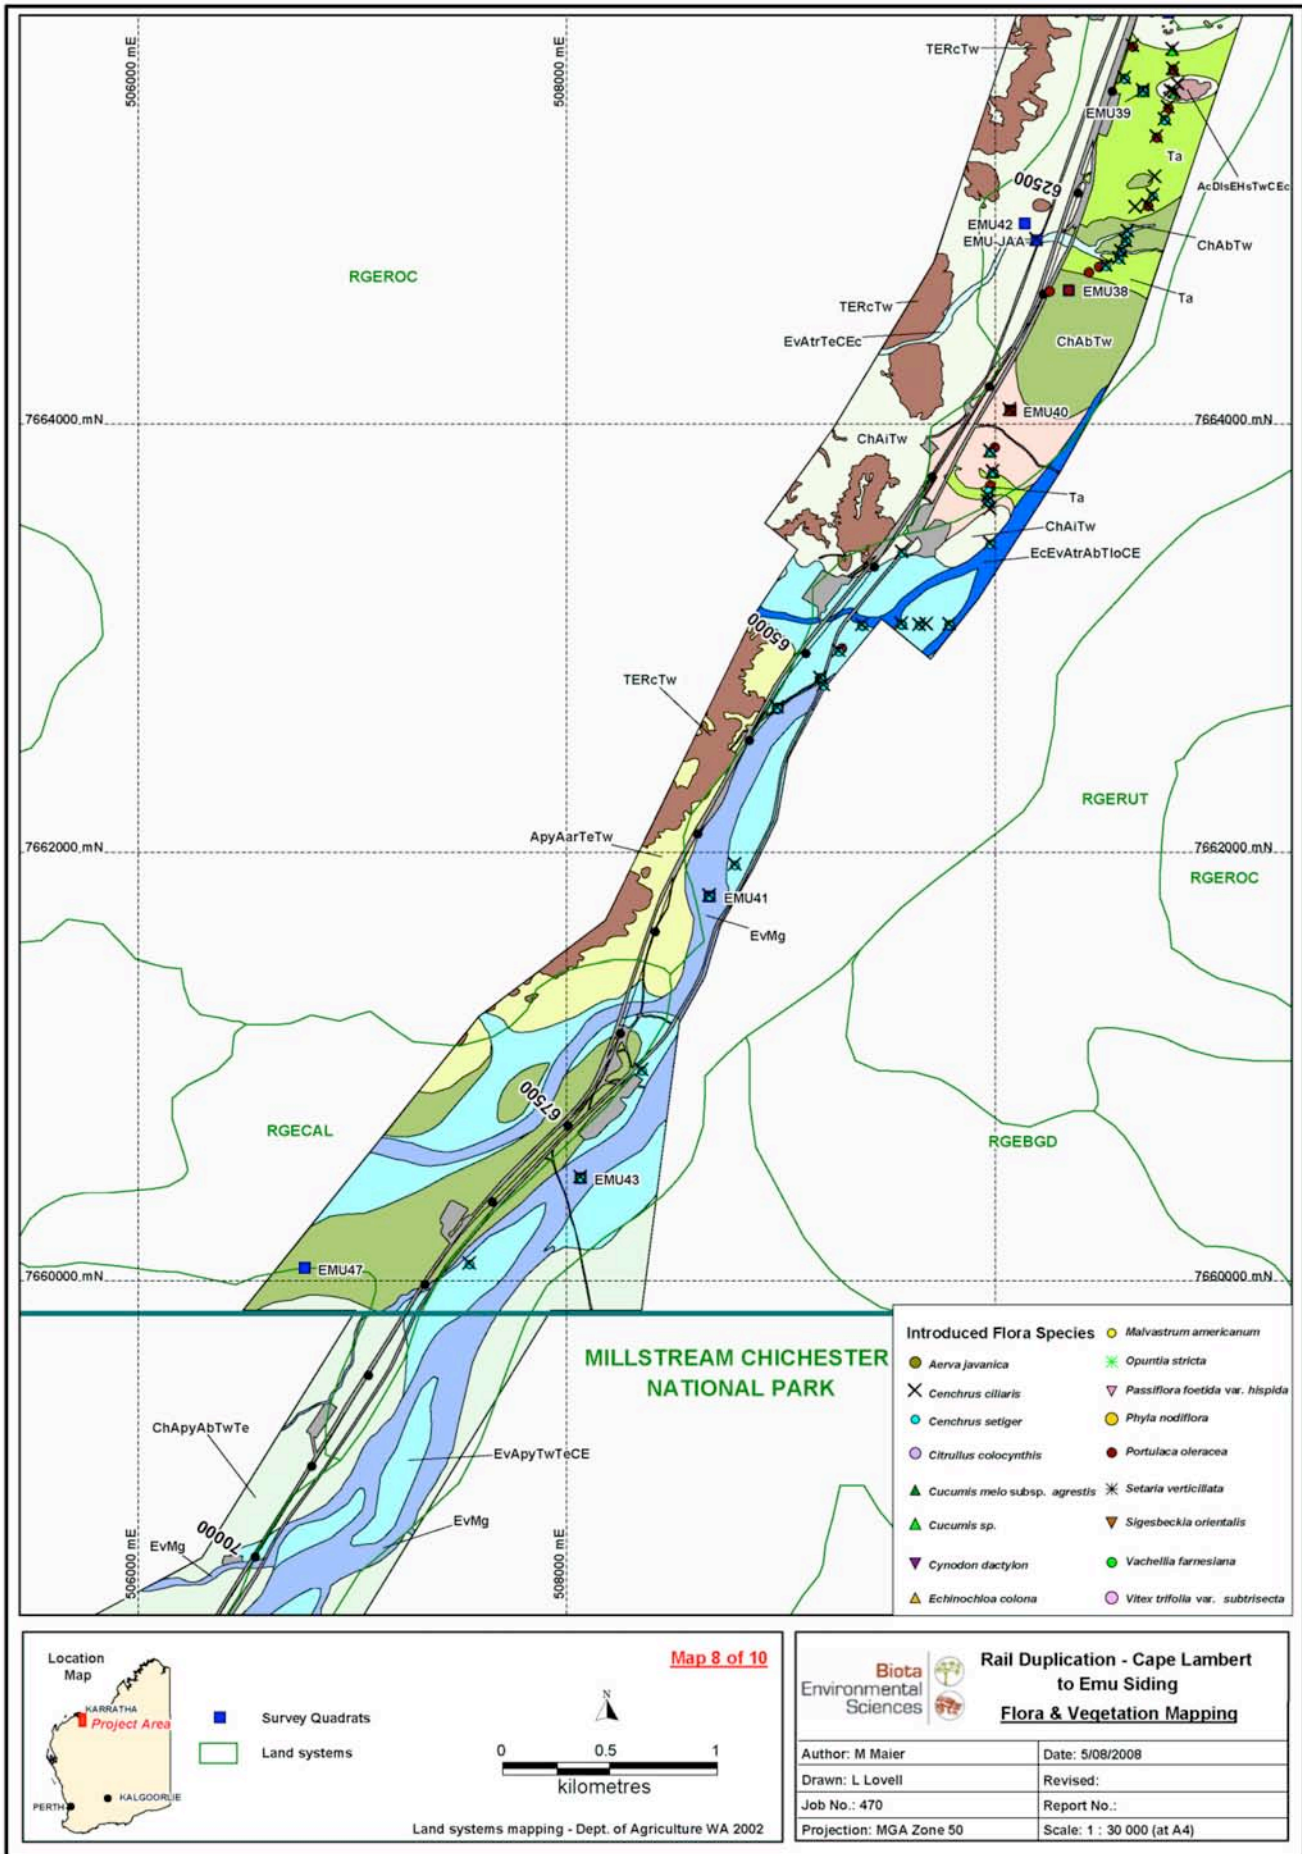 506000 mE
508000 mE
TERcTw
EMU39
Ta
AcDlsEHsTwCEc
62500
EMU42
EMU-JAA
ChAbTw
RGEROC
EMU38
Ta
TERcTw
EvAtrTeCEc
ChAbTw
EMU40
7664000 mN
7664000 mN
ChAiTw
Ta
ChAiTw
EcEvAtrAbTloCE
65000
TERcTw
RGERUT
ApyAarTeTw
7662000 mN
7662000 mN
RGEROC
EMU41
EvMg
67500
RGECAL
RGEBGD
EMU43
EMU47
7660000 mN
7660000 mN
MILLSTREAM CHICHESTER
NATIONAL PARK
ChApyAbTwTe
EvApyTwTeCE
EvMg
70000
EvMg
506000 mE
508000 mE
Introduced Flora Species
Aerva javanica
Cenchrus ciliaris
Cenchrus setiger
Citrullus colocynthis
Cucumis melo subsp. agrestis
Cucumis sp.
Cynodon dactylon
Echinochloa colona
Malvastrum americanum
Opuntia stricta
Passiflora foetida var. hispida
Phyla nodiflora
Portulaca oleracea
Setaria verticillata
Sigesbeckia orientalis
Vachellia farnesiana
Vitex trifolia var. subtrisecta
Location
Map
KARRATHA
Project Area
PERTH
KALGOORLIE
Survey Quadrats
Land systems
Map 8 of 10
N
0 0.5 1
kilometres
Land systems mapping - Dept. of Agriculture WA 2002
Biota
Environmental
Sciences
Rail Duplication - Cape Lambert
to Emu Siding
Flora & Vegetation Mapping
Author: M Maier
Date: 5/08/2008
Drawn: L Lovell
Revised:
Job No.: 470
Report No.:
Projection: MGA Zone 50
Scale: 1 : 30 000 (at A4)